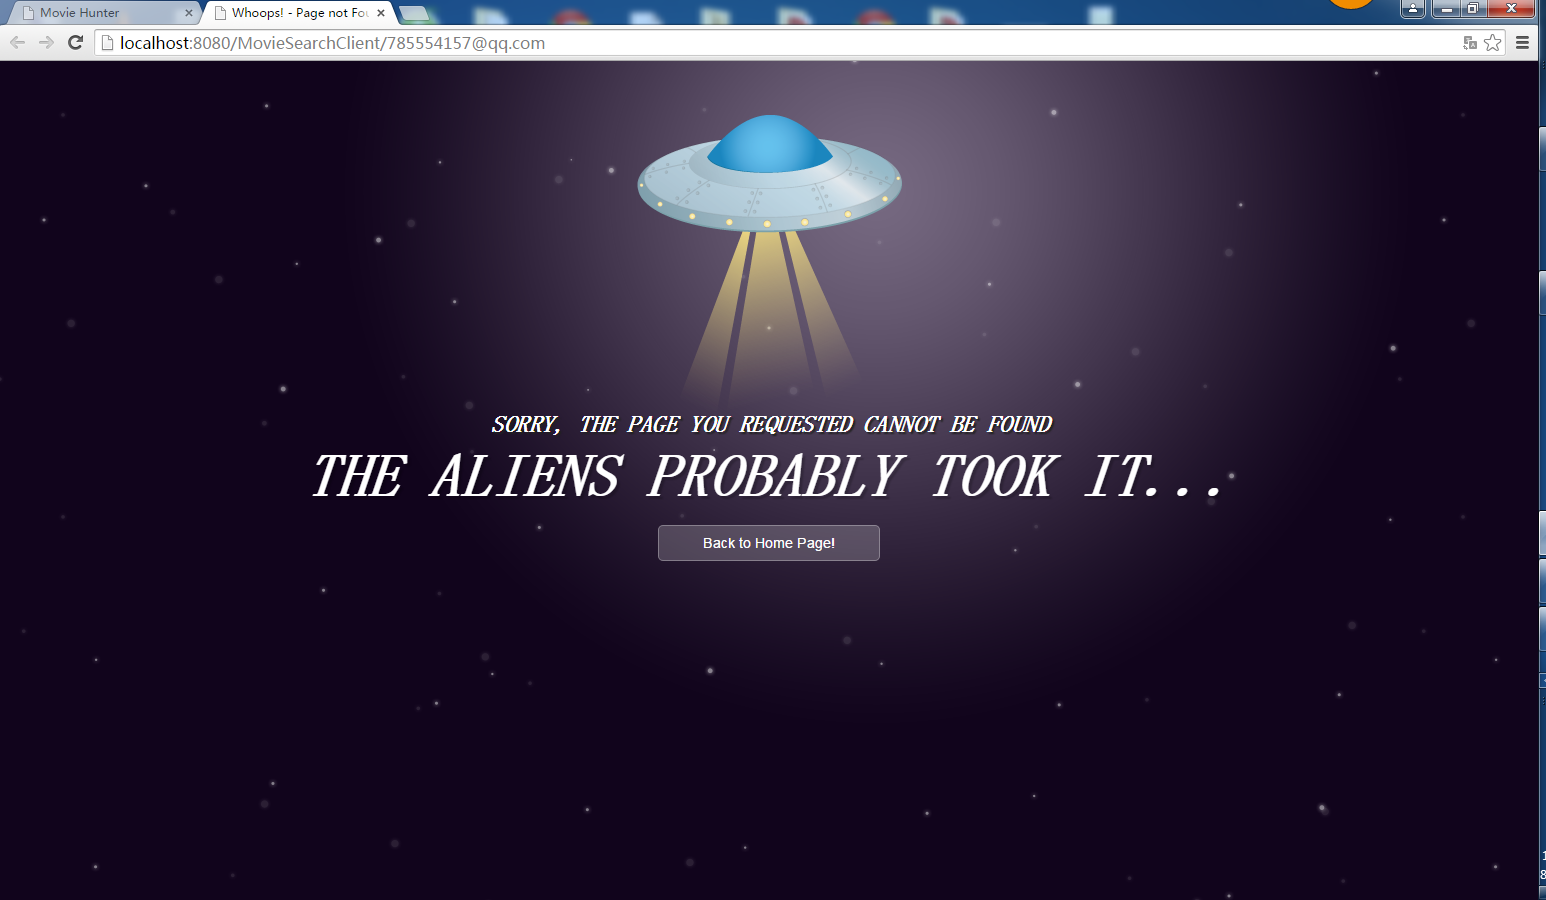 Movie Hunter
Whoops! - Page not Fou
localhost:8080/MovieSearchClient/785554157@qq.com
SORRY, THE PAGE YOU REQUESTED CANNOT BE FOUND
THE ALIENS PROBABLY TOOK IT...
Back to Home Page!